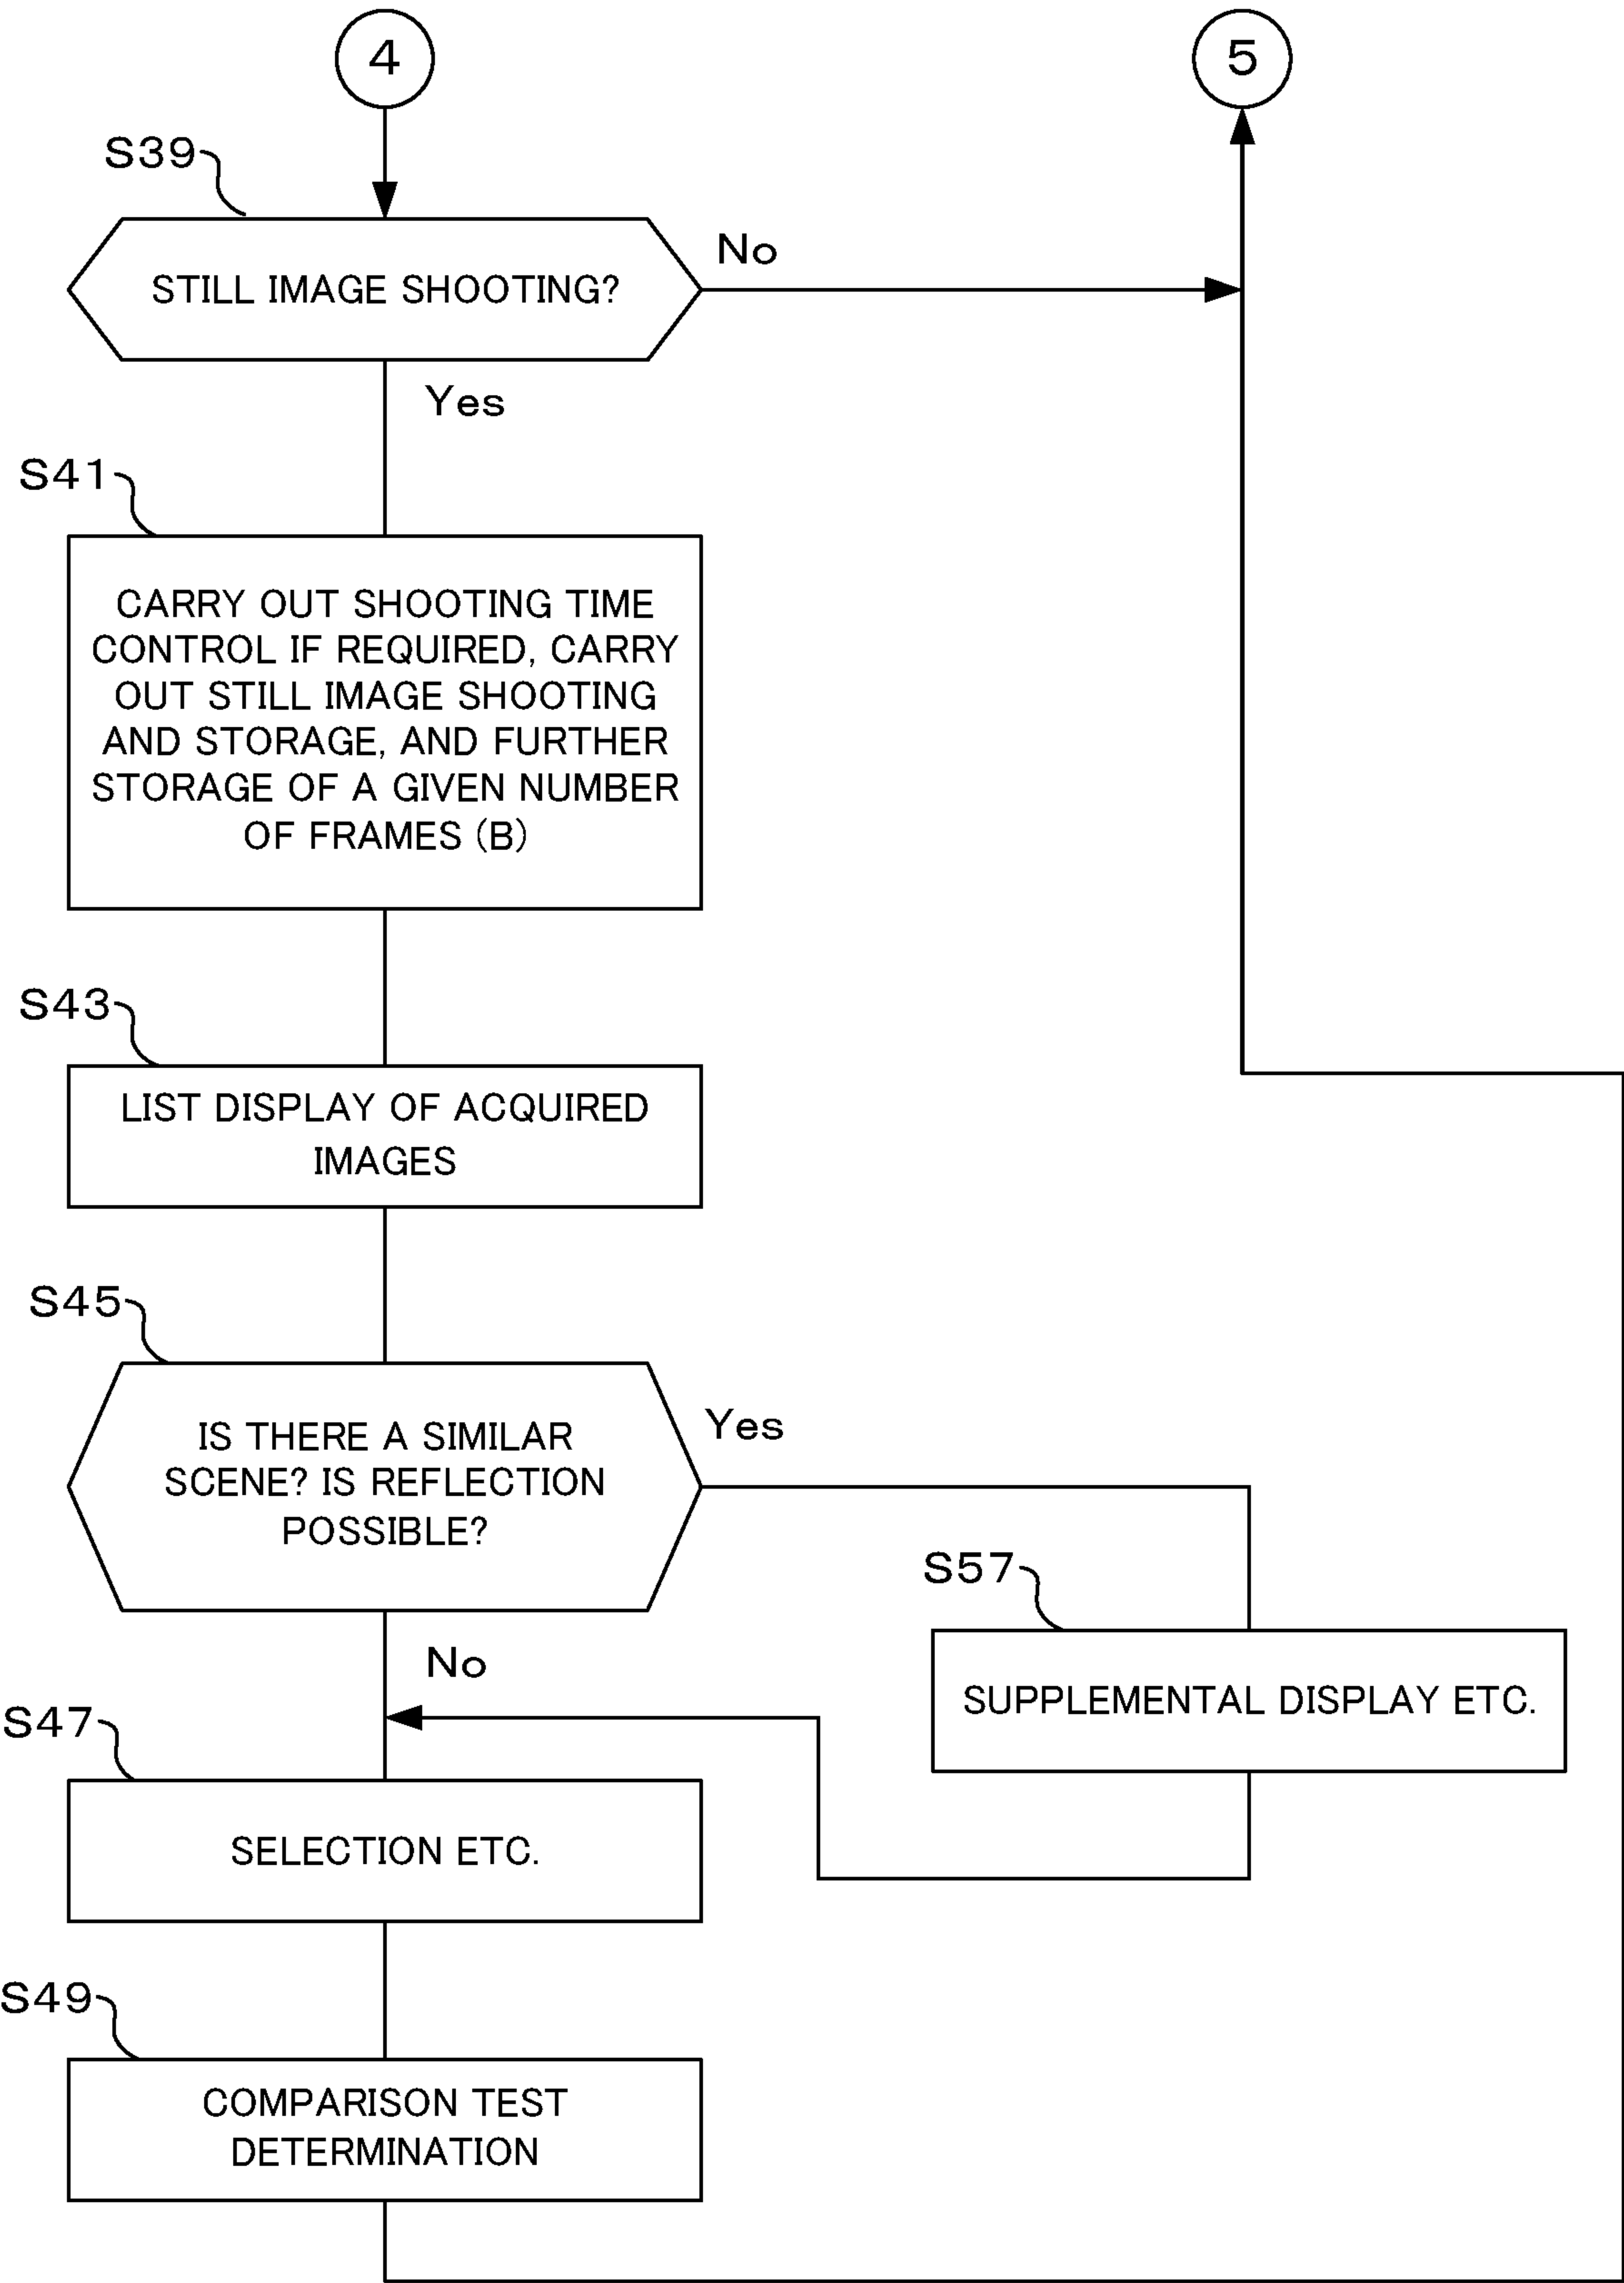 4
5
S39
STILL IMAGE SHOOTING?
No
Yes
S41
CARRY OUT SHOOTING TIME
CONTROL IF REQUIRED, CARRY
OUT STILL IMAGE SHOOTING
AND STORAGE, AND FURTHER
STORAGE OF A GIVEN NUMBER
OF FRAMES (B)
S43
LIST DISPLAY OF ACQUIRED
IMAGES
S45
IS THERE A SIMILAR
SCENE? IS REFLECTION
POSSIBLE?
Yes
No
S57
SUPPLEMENTAL DISPLAY ETC.
S47
SELECTION ETC.
S49
COMPARISON TEST
DETERMINATION